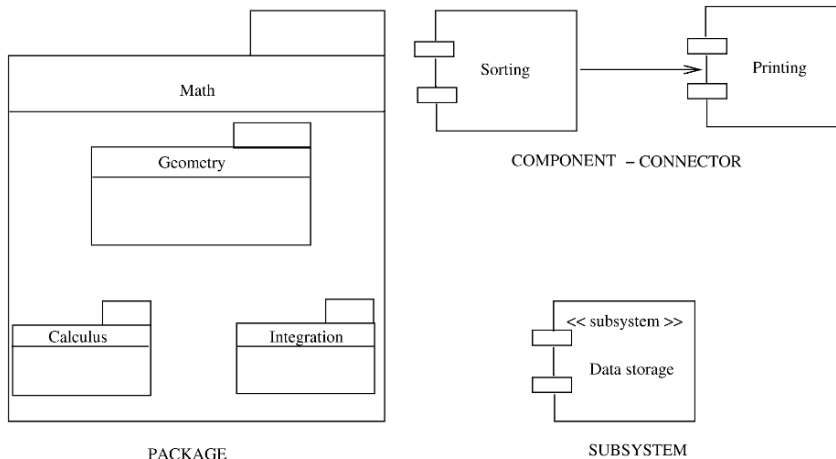 Math
Geometry
Calculus
Integration
PACKAGE
Sorting
Printing
COMPONENT – CONNECTOR
<< subsystem >>
Data storage
SUBSYSTEM